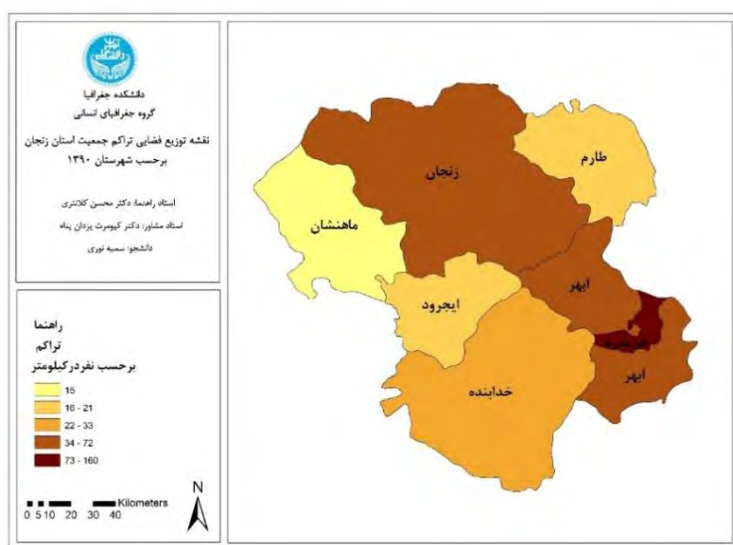 دانشکده جغرافیا
گروه جغرافیای انسانی
نقشه توزیع فضایی تراکم جمعیت استان زنجان
برحسب شهرستان ۱۳۹۰
استاد راهنما: دکتر محسن کلانتری
استاد مشاور: دکتر کیومرث یزدان پناه
دانشجو: سمیه نوری
راهنما
تراکم
برحسب نفردرکیلومتر
15
16 - 21
22 - 33
34 - 72
73 - 160
Kilometers
0 5 10 20 30 40
N
طارم
زنجان
ماهنشان
ابهر
ایجرود
ابهر
خدابنده